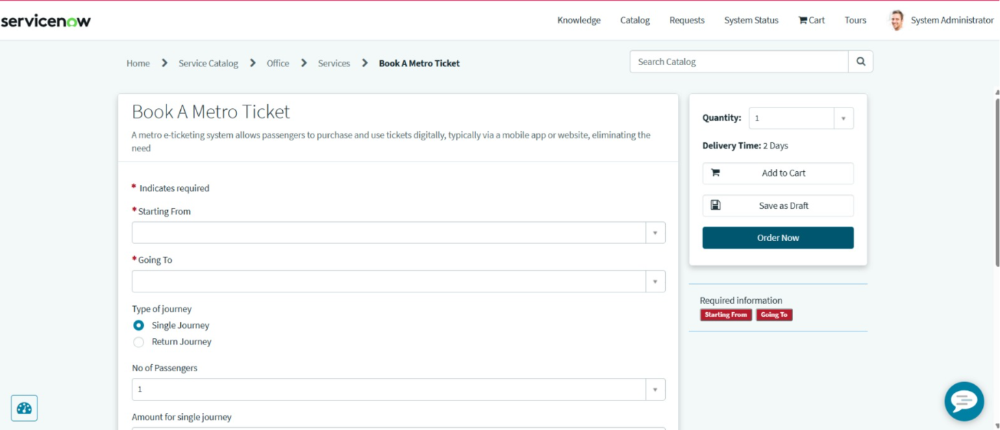 servicenow
Knowledge Catalog Requests System Status Cart Tours System Administrator
Home > Service Catalog > Office > Services > Book A Metro Ticket
Search Catalog
Book A Metro Ticket
A metro e-ticketing system allows passengers to purchase and use tickets digitally, typically via a mobile app or website, eliminating the
need
* Indicates required
* Starting From
* Going To
Type of journey
Single Journey
Return Journey
No of Passengers
1
Amount for single journey
Quantity: 1
Delivery Time: 2 Days
Add to Cart
Save as Draft
Order Now
Required information
Starting From Going To